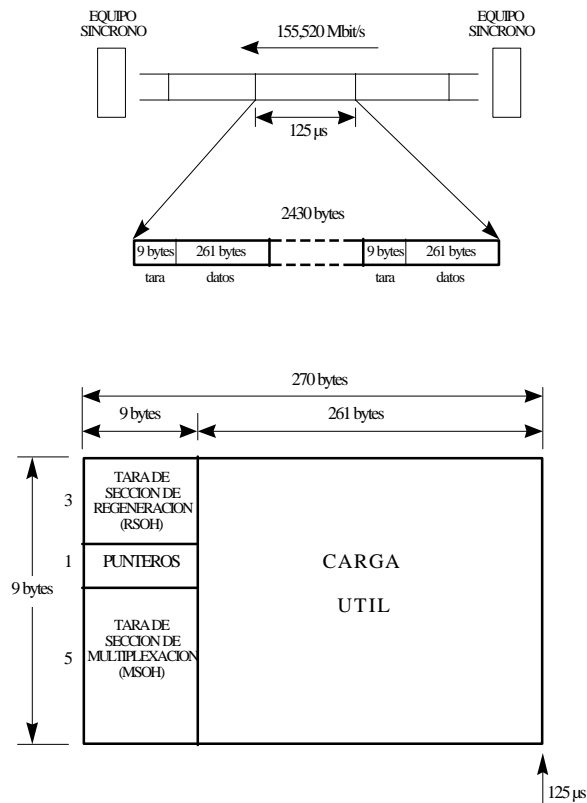 EQUIPO
SINCRONO
EQUIPO
SINCRONO
155,520 Mbit/s
125 μs
2430 bytes
9 bytes
261 bytes
9 bytes
261 bytes
tara
datos
tara
datos
270 bytes
9 bytes
261 bytes
3
TARA DE
SECCION DE
REGENERACION
(RSOH)
1
PUNTEROS
9 bytes
5
TARA DE
SECCION DE
MULTIPLEXACION
(MSOH)
CARGA
UTIL
125 μs